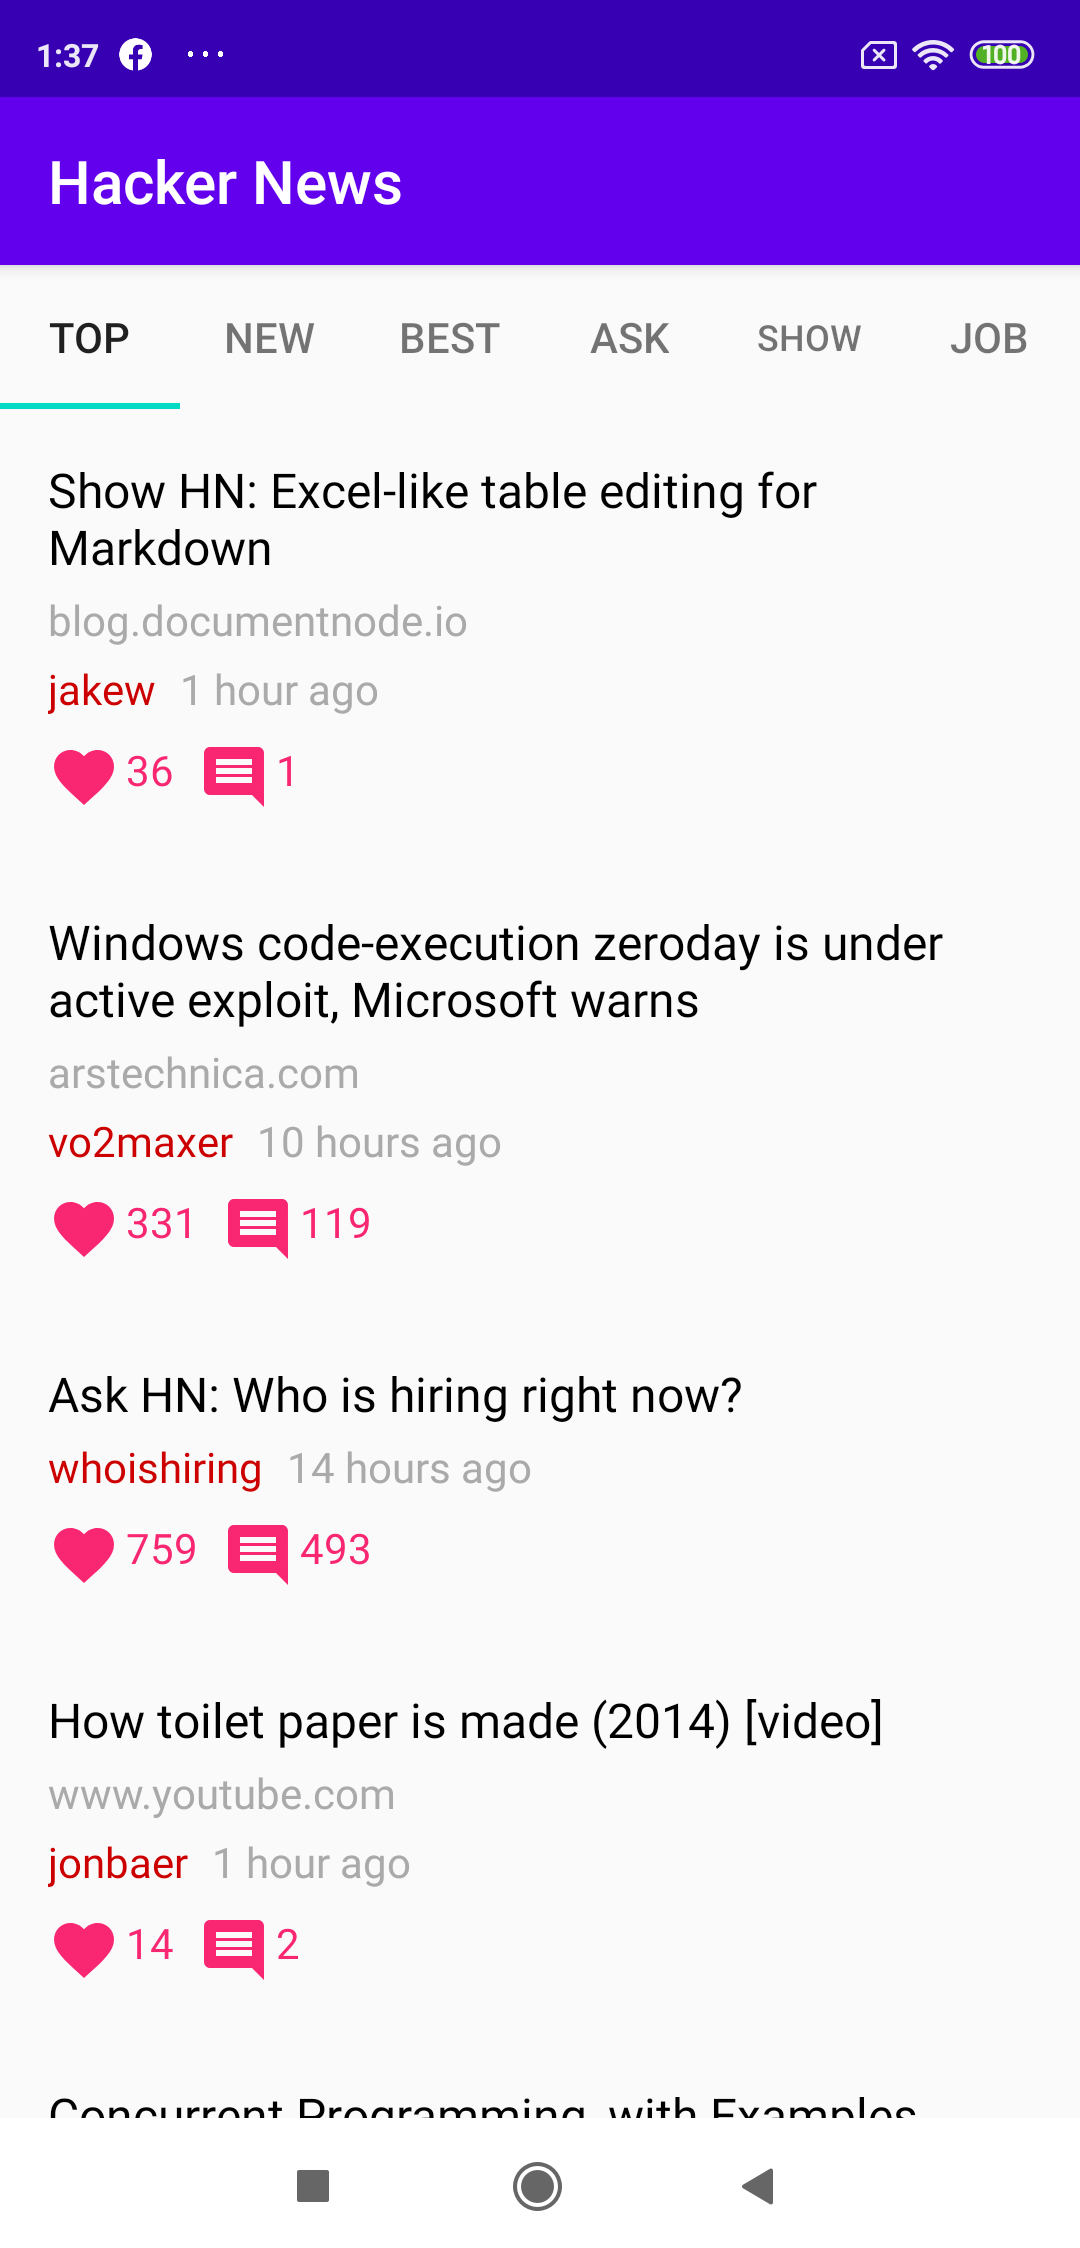 1:37
100
Hacker News
TOP NEW BEST ASK SHOW JOB
Show HN: Excel-like table editing for
Markdown
blog.documentnode.io
jakew 1 hour ago
36 1
Windows code-execution zeroday is under
active exploit, Microsoft warns
arstechnica.com
vo2maxer 10 hours ago
331 119
Ask HN: Who is hiring right now?
whoishiring 14 hours ago
759 493
How toilet paper is made (2014) [video]
www.youtube.com
jonbaer 1 hour ago
14 2
Concurrent Programming, with Examples